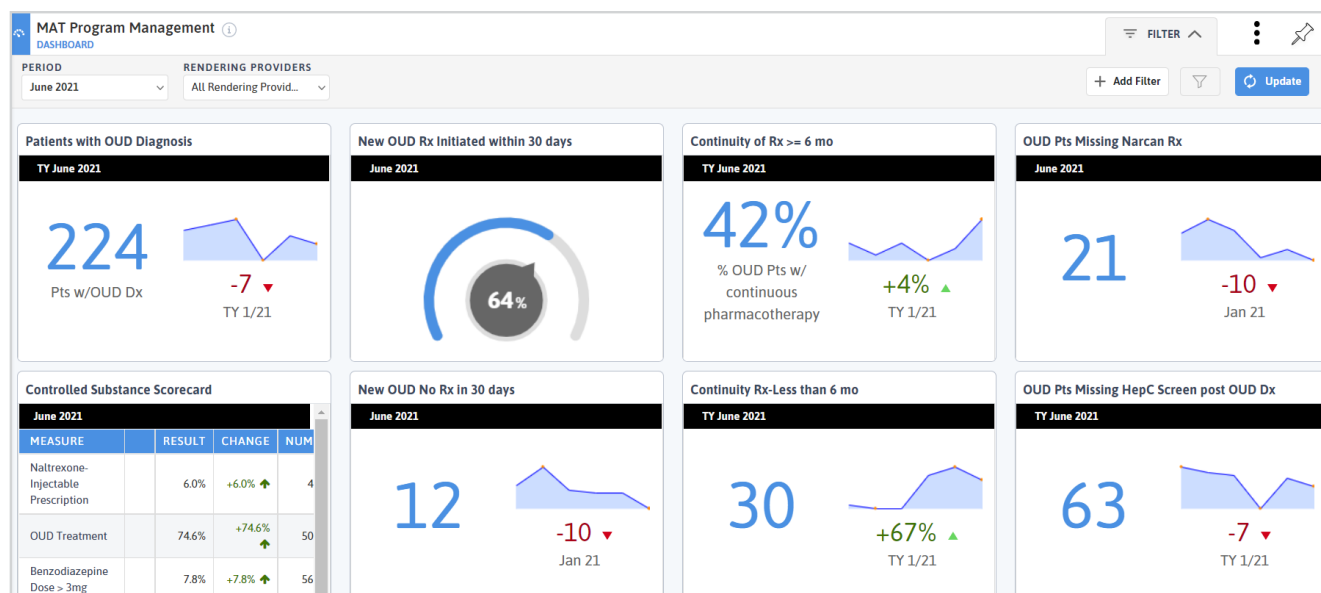 MAT Program Management
DASHBOARD
FILTER
PERIOD
RENDERING PROVIDERS
June 2021
All Rendering Provid...
+ Add Filter
Update
Patients with OUD Diagnosis
TY June 2021
224
Pts w/OUD Dx
-7
TY 1/21
New OUD Rx Initiated within 30 days
June 2021
64%
Continuity of Rx >= 6 mo
TY June 2021
42%
% OUD Pts w/
continuous
pharmacotherapy
+4%
TY 1/21
OUD Pts Missing Narcan Rx
June 2021
21
-10
Jan 21
Controlled Substance Scorecard
June 2021
MEASURE RESULT CHANGE NUM
Naltrexone-
Injectable
Prescription
6.0% +6.0% 4
OUD Treatment 74.6% +74.6% 50
Benzodiazepine
Dose > 3mg
7.8% +7.8% 56
New OUD No Rx in 30 days
June 2021
12
-10
Jan 21
Continuity Rx-Less than 6 mo
TY June 2021
30
+67%
TY 1/21
OUD Pts Missing HepC Screen post OUD Dx
TY June 2021
63
-7
TY 1/21